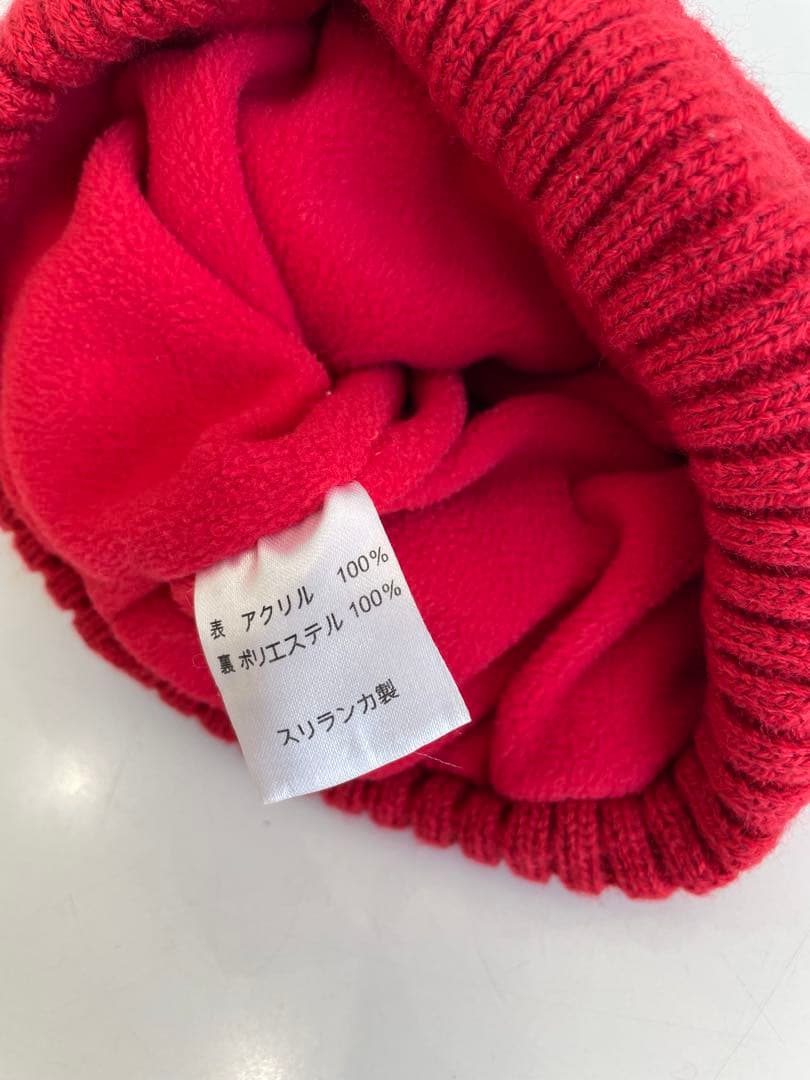 表 アクリル 100%
裏 ポリエステル 100%
スリランカ製